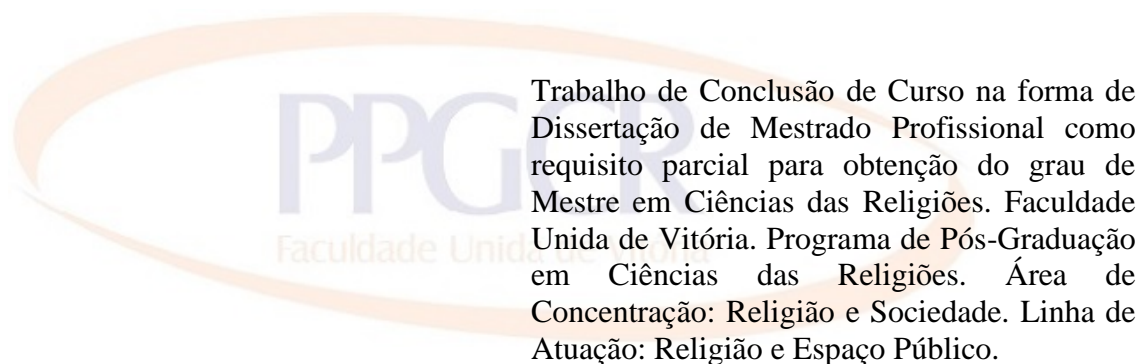 Trabalho de Conclusão de Curso na forma de
Dissertação de Mestrado Profissional como
requisito parcial para obtenção do grau de
Mestre em Ciências das Religiões. Faculdade
Unida de Vitória. Programa de Pós-Graduação
em Ciências das Religiões. Área de
Concentração: Religião e Sociedade. Linha de
Atuação: Religião e Espaço Público.
PPGCR
Faculdade Unida de Vitória